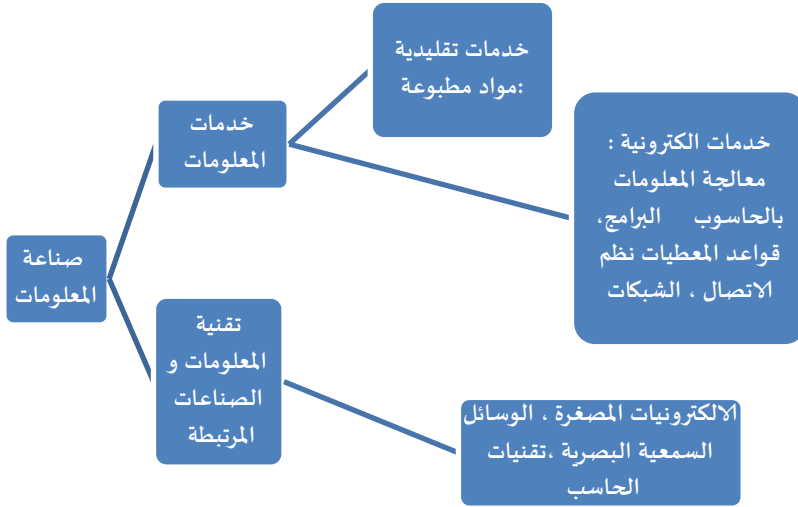 صناعة
المعلومات
خدمات
المعلومات
خدمات تقليدية
:مواد مطبوعة
خدمات الكترونية :
معالجة المعلومات
بالحاسوب البرامج،
قواعد المعطيات نظم
الاتصال ، الشبكات
تقنية
المعلومات و
الصناعات
المرتبطة
الالكترونيات المصغرة ، الوسائل
السمعية البصرية ،تقنيات
الحاسب